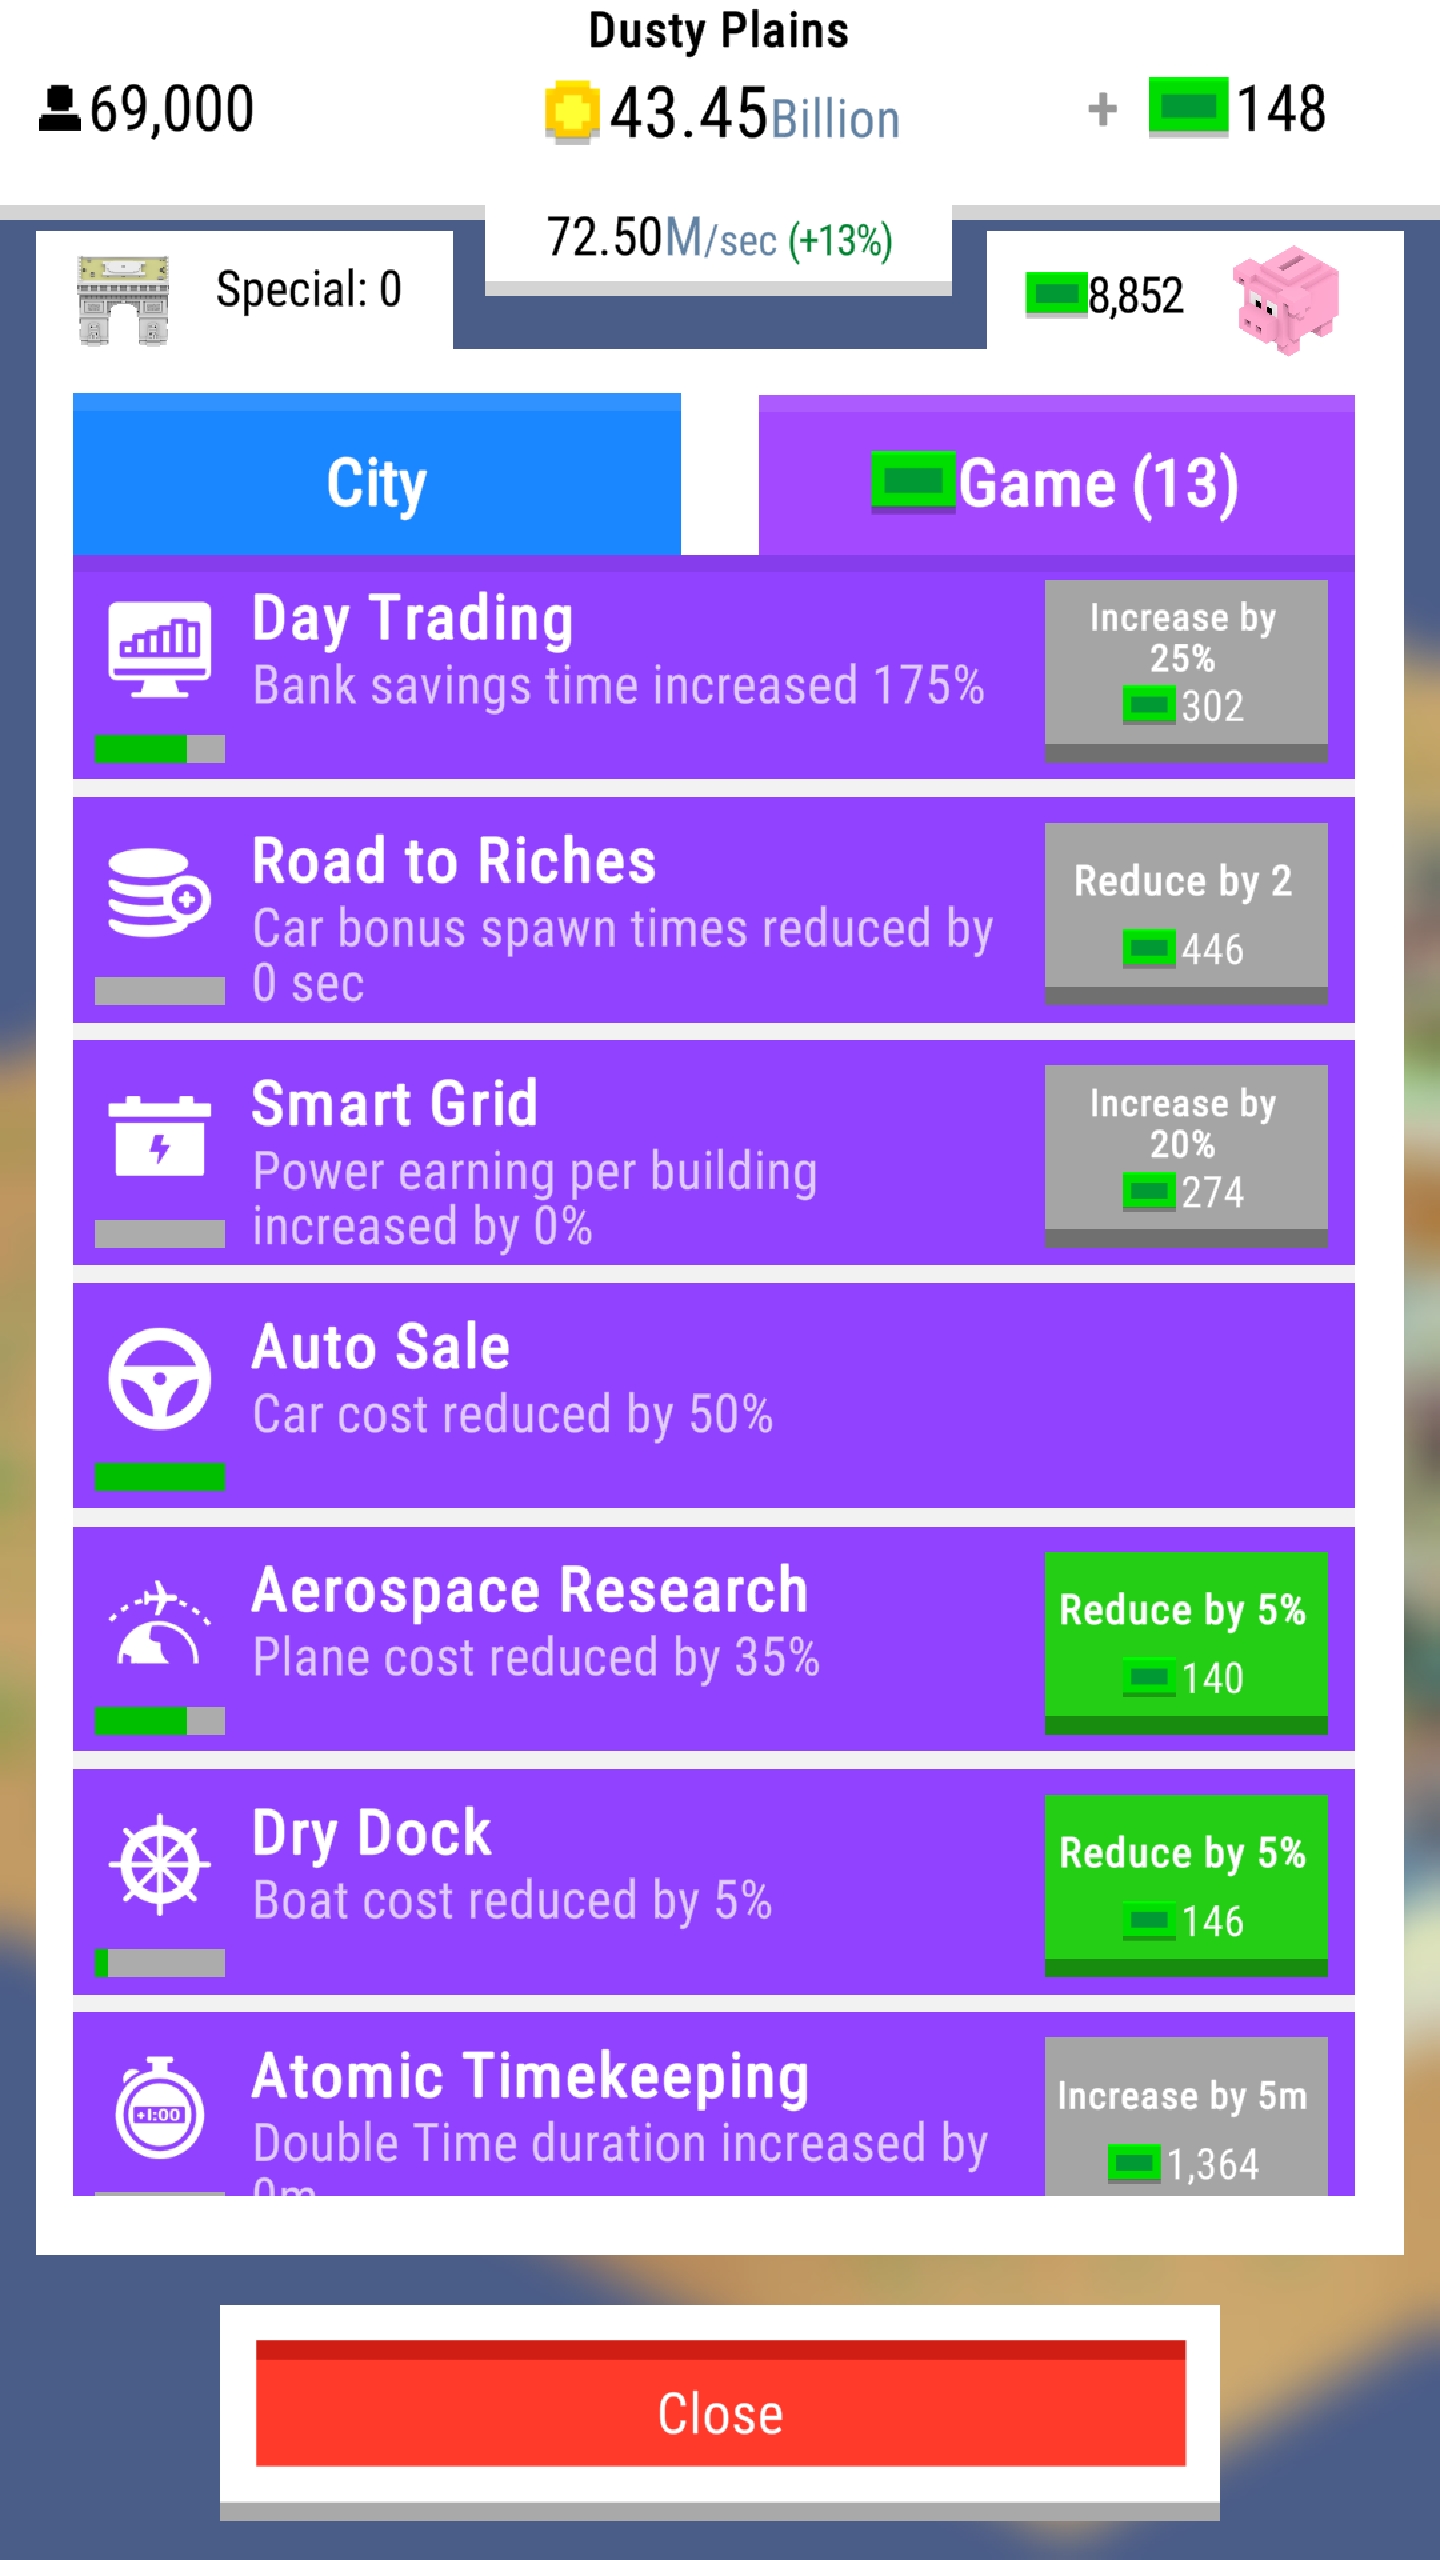 Dusty Plains
69,000
43.45Billion
+ 148
72.50M/sec (+13%)
Special: 0
8,852
City
Game (13)
Day Trading
Bank savings time increased 175%
Increase by
25%
302
Road to Riches
Car bonus spawn times reduced by
0 sec
Reduce by 2
446
Smart Grid
Power earning per building
increased by 0%
Increase by
20%
274
Auto Sale
Car cost reduced by 50%
Aerospace Research
Plane cost reduced by 35%
Reduce by 5%
140
Dry Dock
Boat cost reduced by 5%
Reduce by 5%
146
+1:00
Atomic Timekeeping
Double Time duration increased by
0m
Increase by 5m
1,364
Close